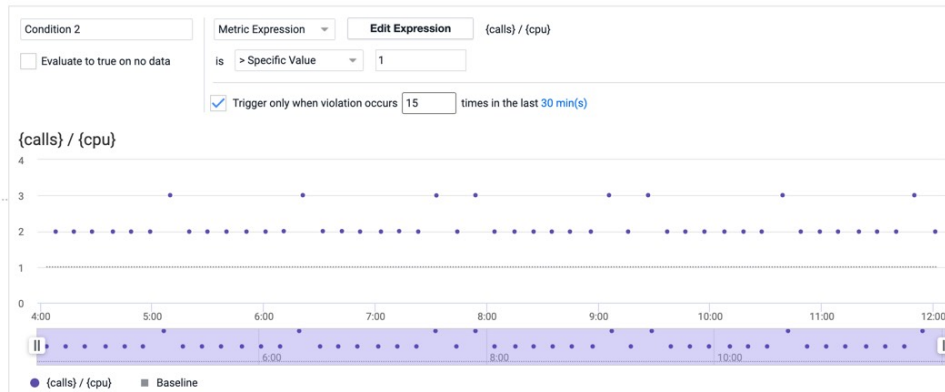 Condition 2
Metric Expression Edit Expression {calls} / {cpu}
Evaluate to true on no data
is > Specific Value 1
Trigger only when violation occurs 15 times in the last 30 min(s)
{calls} / {cpu}
4
3
2
1
0
4:00 5:00 6:00 7:00 8:00 9:00 10:00 11:00 12:00
6:00 8:00 10:00
{calls} / {cpu} Baseline